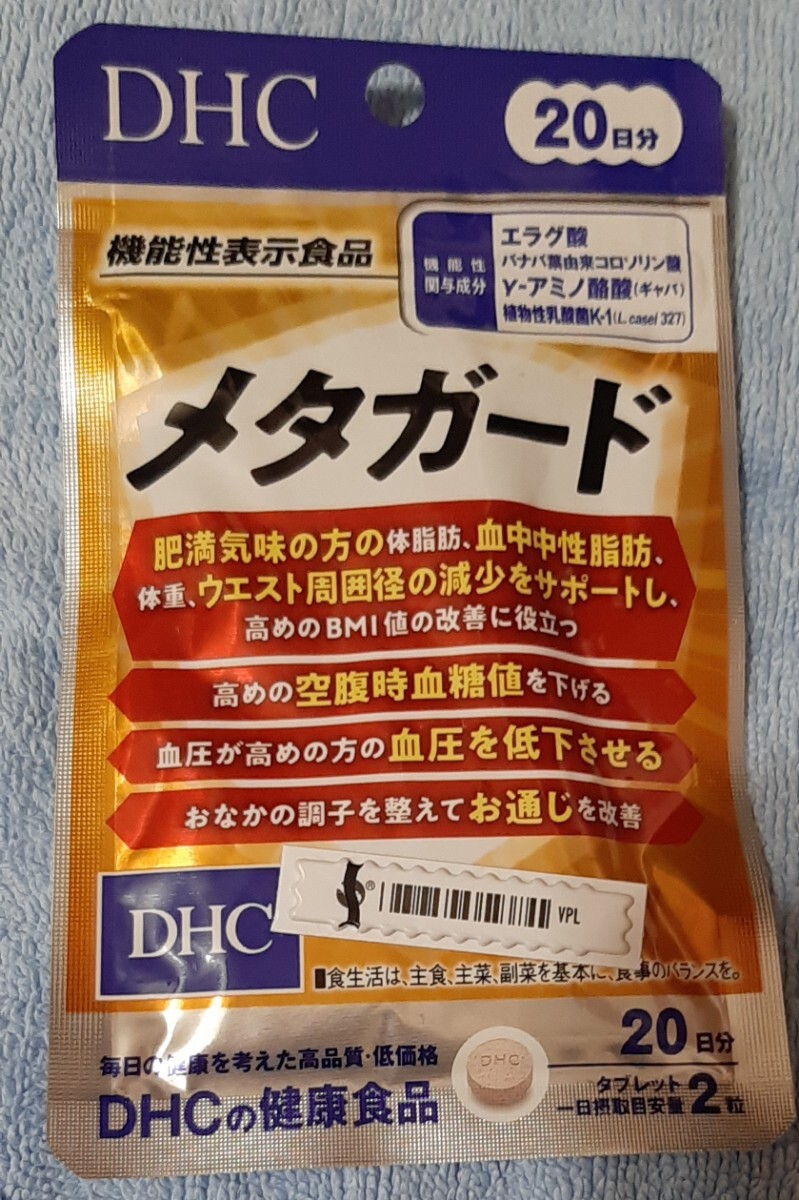 DHC
20日分
機能性表示食品
機能性
関与成分
エラグ酸
バナバ葉由来コロソリン酸
γ-アミノ酪酸(ギャバ)
植物性乳酸菌K-1(L.casei 327)
メタガード
肥満気味の方の体脂肪、血中中性脂肪、
体重、ウエスト周囲径の減少をサポートし、
高めのBMI値の改善に役立つ
高めの空腹時血糖値を下げる
血圧が高めの方の血圧を低下させる
おなかの調子を整えてお通じを改善
DHC
® VPL
■食生活は、主食、主菜、副菜を基本に、食事のバランスを。
毎日の健康を考えた高品質・低価格
DHCの健康食品
DHC
20日分
タブレット
一日摂取目安量2粒